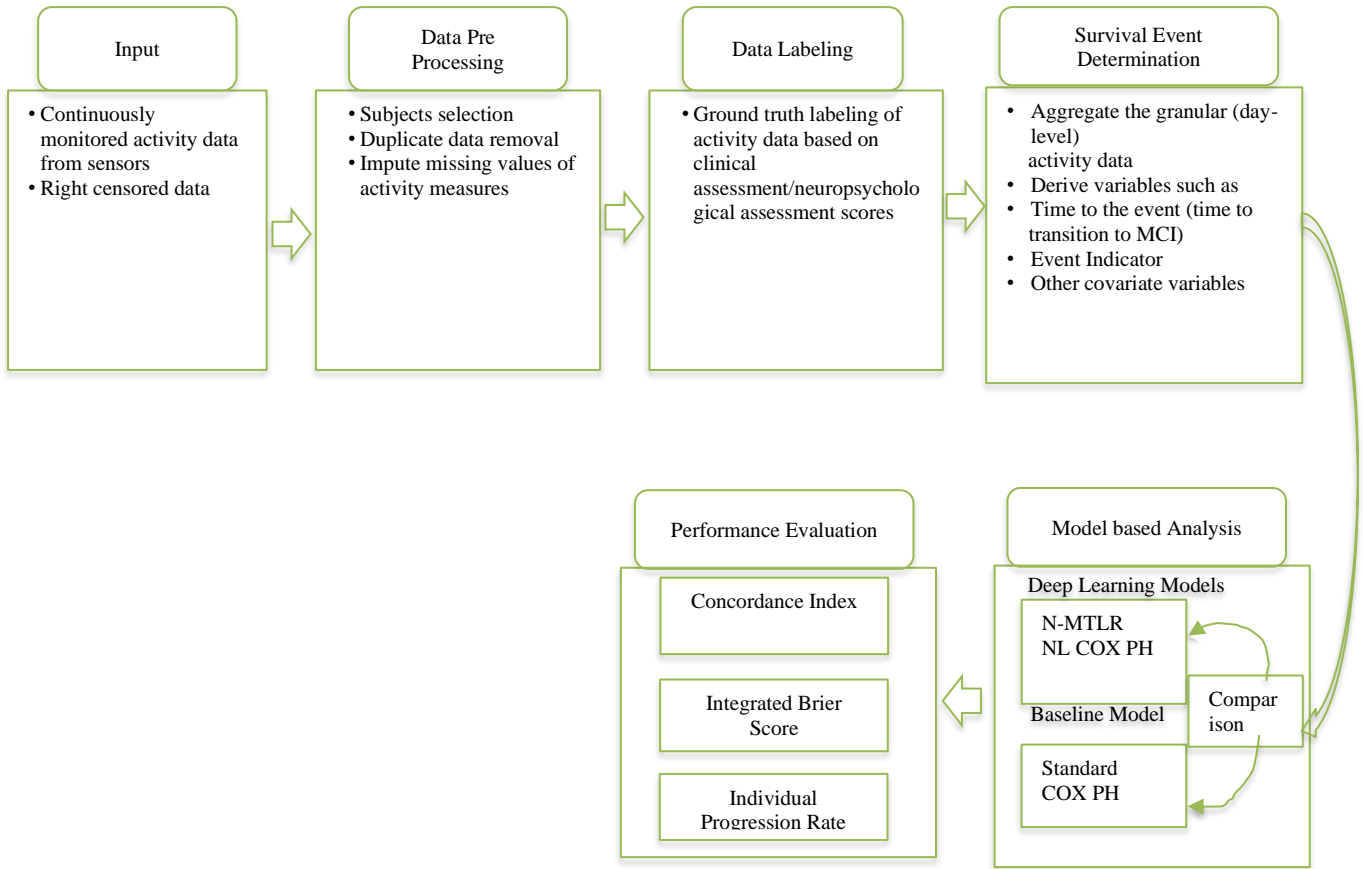 Input
• Continuously
monitored activity data
from sensors
• Right censored data
Data Pre
Processing
• Subjects selection
• Duplicate data removal
• Impute missing values of
activity measures
Data Labeling
• Ground truth labeling of
activity data based on
clinical
assessment/neuropsycholo
gical assessment scores
Survival Event
Determination
• Aggregate the granular (day-
level)
activity data
• Derive variables such as
• Time to the event (time to
transition to MCI)
• Event Indicator
• Other covariate variables
Model based Analysis
Deep Learning Models
N-MTLR
NL COX PH
Compar
ison
Baseline Model
Standard
COX PH
Performance Evaluation
Concordance Index
Integrated Brier
Score
Individual
Progression Rate